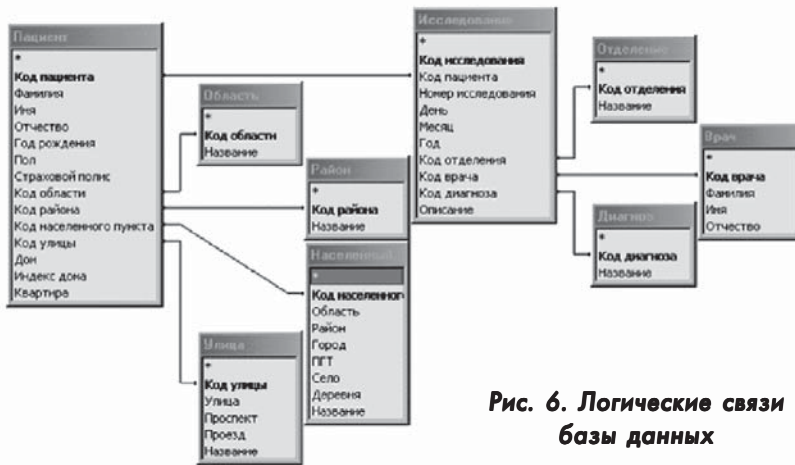 Пациент
*
Код пациента
Фамилия
Имя
Отчество
Год рождения
Пол
Страховой полис
Код области
Код района
Код населенного пункта
Код улицы
Дом
Индекс дома
Квартира
Область
*
Код области
Название
Район
*
Код района
Название
Населенный
*
Код населенного
Область
Район
Город
ПГТ
Село
Деревня
Название
Улица
*
Код улицы
Улица
Проспект
Проезд
Название
Исследование
*
Код исследования
Код пациента
Номер исследования
День
Месяц
Год
Код отделения
Код врача
Код диагноза
Описание
Отделение
*
Код отделения
Название
Врач
*
Код врача
Фамилия
Имя
Отчество
Диагноз
*
Код диагноза
Название
Рис. 6. Логические связи
базы данных